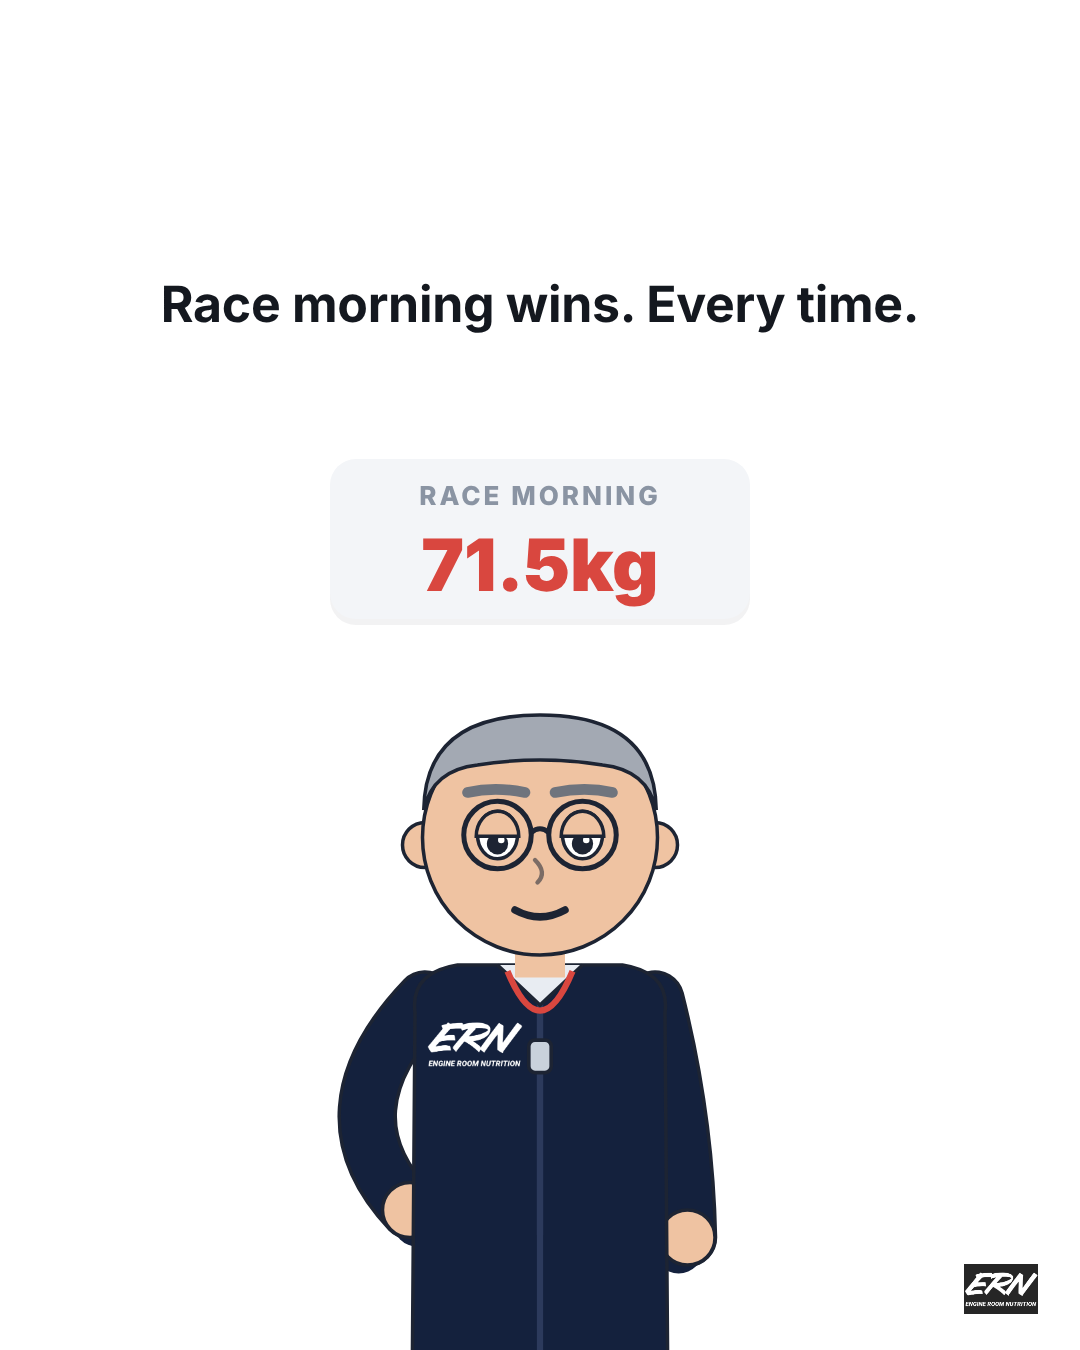 Race morning wins. Every time.
RACE MORNING
71.5kg
ERN
ENGINE ROOM NUTRITION
ERN
ENGINE ROOM NUTRITION